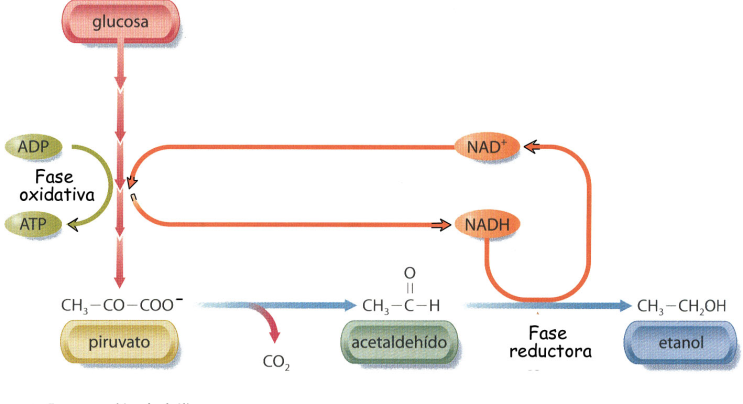 glucosa
ADP
NAD⁺
Fase
oxidativa
ATP
NADH
O
||
CH₃–CO–COO⁻
CH₃–C–H
CH₃–CH₂OH
piruvato
acetaldehído
Fase
reductora
etanol
CO₂